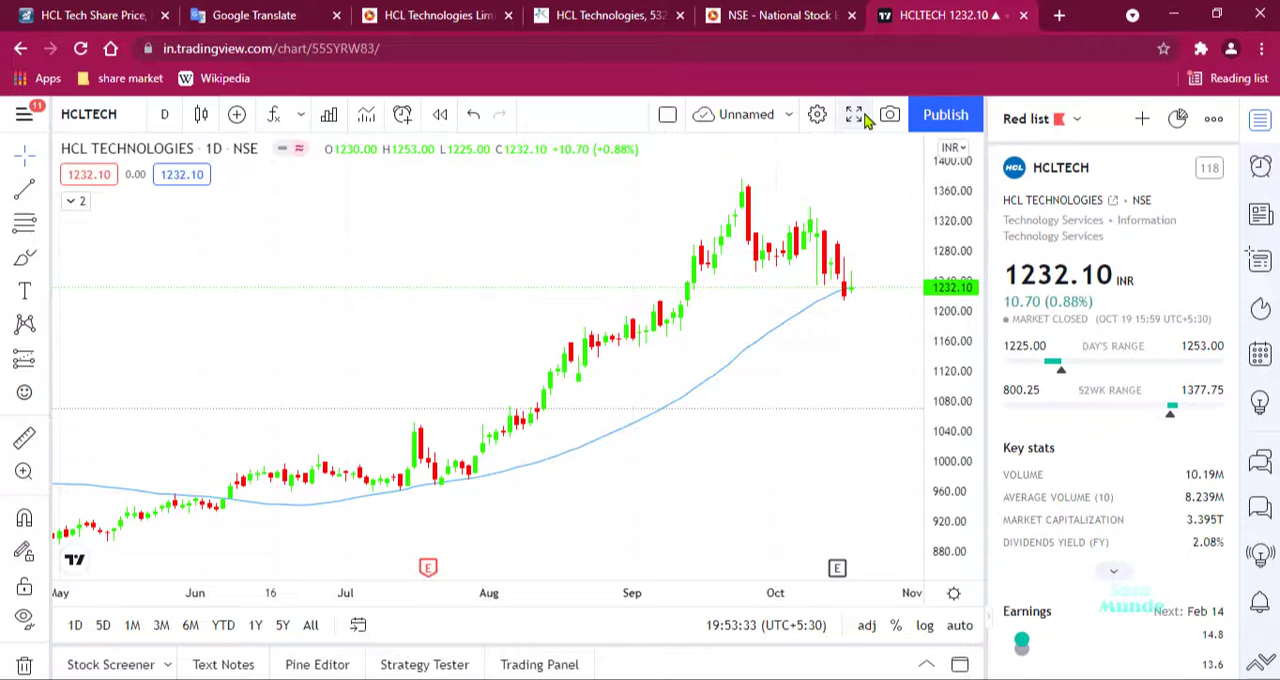 HCL Tech Share Price,
Google Translate
HCL Technologies Lim
HCL Technologies, 532
NSE - National Stock E
HCLTECH 1232.10 ▲
in.tradingview.com/chart/55SYRW83/
Apps
share market
Wikipedia
Reading list
11
HCLTECH
D
Unnamed
Publish
Red list
HCL TECHNOLOGIES · 1D · NSE
O1230.00 H1253.00 L1225.00 C1232.10 +10.70 (+0.88%)
INR
1232.10
0.00
1232.10
2
1400.00
1360.00
1320.00
1280.00
1232.10
1200.00
1160.00
1120.00
1080.00
1040.00
1000.00
960.00
920.00
880.00
E
E
May
Jun
16
Jul
Aug
Sep
Oct
Nov
1D
5D
1M
3M
6M
YTD
1Y
5Y
All
19:53:33 (UTC+5:30)
adj
%
log
auto
Stock Screener
Text Notes
Pine Editor
Strategy Tester
Trading Panel
HCL
HCLTECH
118
HCL TECHNOLOGIES • NSE
Technology Services • Information
Technology Services
1232.10 INR
10.70 (0.88%)
MARKET CLOSED (OCT 19 15:59 UTC+5:30)
1225.00 DAY'S RANGE 1253.00
800.25 52WK RANGE 1377.75
Key stats
VOLUME 10.19M
AVERAGE VOLUME (10) 8.239M
MARKET CAPITALIZATION 3.395T
DIVIDENDS YIELD (FY) 2.08%
Earnings
Next: Feb 14
14.8
13.6